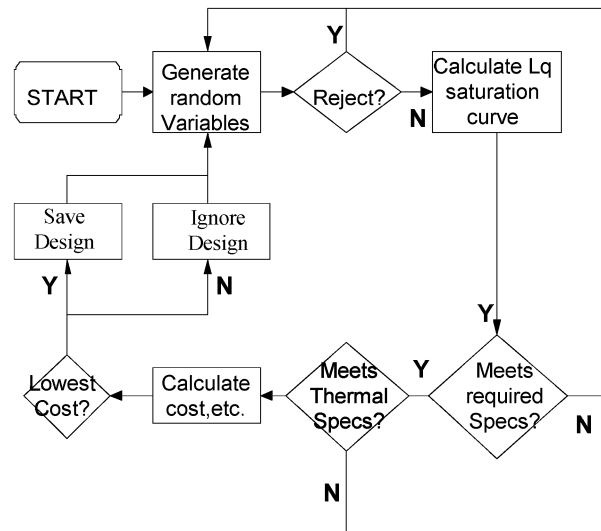 START
Generate
random
Variables
Y
Reject?
N
Calculate Lq
saturation
curve
Save
Design
Ignore
Design
Y
N
Y
Lowest
Cost?
Calculate
cost,etc.
Meets
Thermal
Specs?
Y
Meets
required
Specs?
N
N